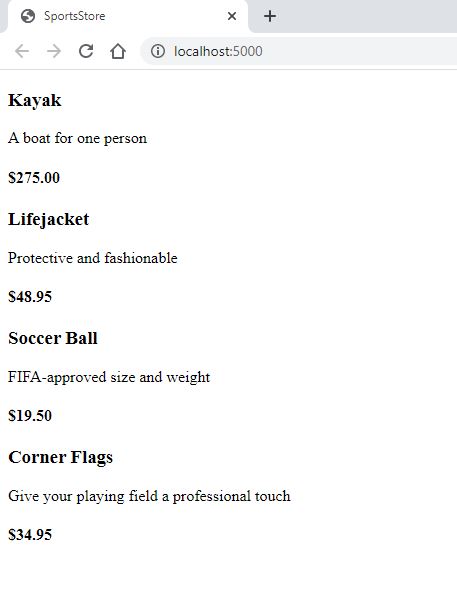 SportsStore
localhost:5000
Kayak
A boat for one person
$275.00
Lifejacket
Protective and fashionable
$48.95
Soccer Ball
FIFA-approved size and weight
$19.50
Corner Flags
Give your playing field a professional touch
$34.95